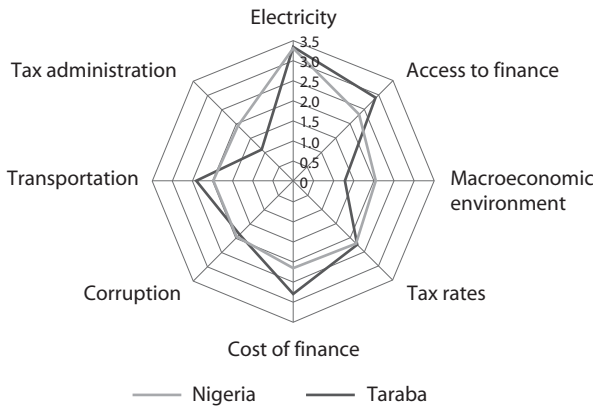 Electricity
3.5
3.0
2.5
2.0
1.5
1.0
0.5
0
Tax administration
Access to finance
Transportation
Macroeconomic
environment
Corruption
Tax rates
Cost of finance
Nigeria
Taraba